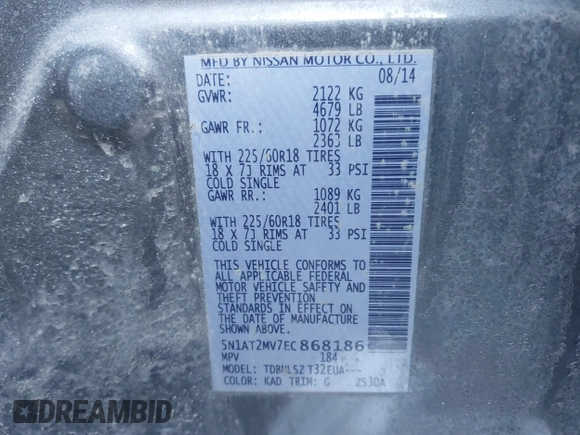 MFD BY NISSAN MOTOR CO., LTD.
DATE: 08/14
GVWR: 2122 KG
4679 LB
GAWR FR.: 1072 KG
2363 LB
WITH 225/60R18 TIRES
18 X 7J RIMS AT 33 PSI
COLD SINGLE
GAWR RR.: 1089 KG
2401 LB
WITH 225/60R18 TIRES
18 X 7J RIMS AT 33 PSI
COLD SINGLE
THIS VEHICLE CONFORMS TO
ALL APPLICABLE FEDERAL
MOTOR VEHICLE SAFETY AND
THEFT PREVENTION
STANDARDS IN EFFECT ON
THE DATE OF MANUFACTURE
SHOWN ABOVE.
5N1AT2MV7EC868186
MPV 184
MODEL: T32EUA---
COLOR: KAD TRIM: G ZS30A
DREAMBID